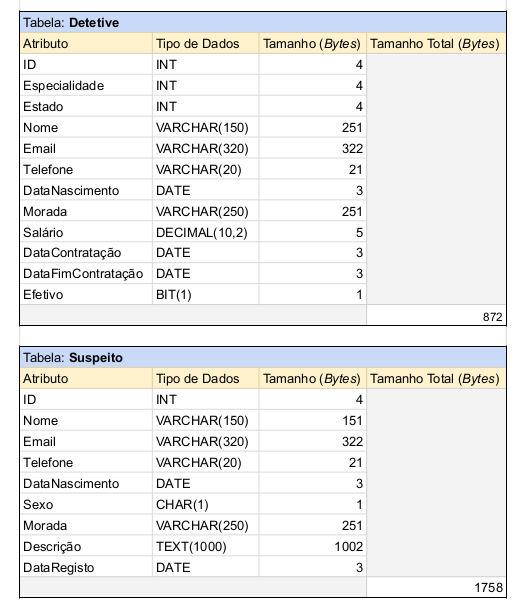 Tabela: Detetive
Atributo Tipo de Dados Tamanho (Bytes) Tamanho Total (Bytes)
ID INT 4
Especialidade INT 4
Estado INT 4
Nome VARCHAR(150) 251
Email VARCHAR(320) 322
Telefone VARCHAR(20) 21
DataNascimento DATE 3
Morada VARCHAR(250) 251
Salário DECIMAL(10,2) 5
DataContratação DATE 3
DataFimContratação DATE 3
Efetivo BIT(1) 1
872
Tabela: Suspeito
Atributo Tipo de Dados Tamanho (Bytes) Tamanho Total (Bytes)
ID INT 4
Nome VARCHAR(150) 151
Email VARCHAR(320) 322
Telefone VARCHAR(20) 21
DataNascimento DATE 3
Sexo CHAR(1) 1
Morada VARCHAR(250) 251
Descrição TEXT(1000) 1002
DataRegisto DATE 3
1758